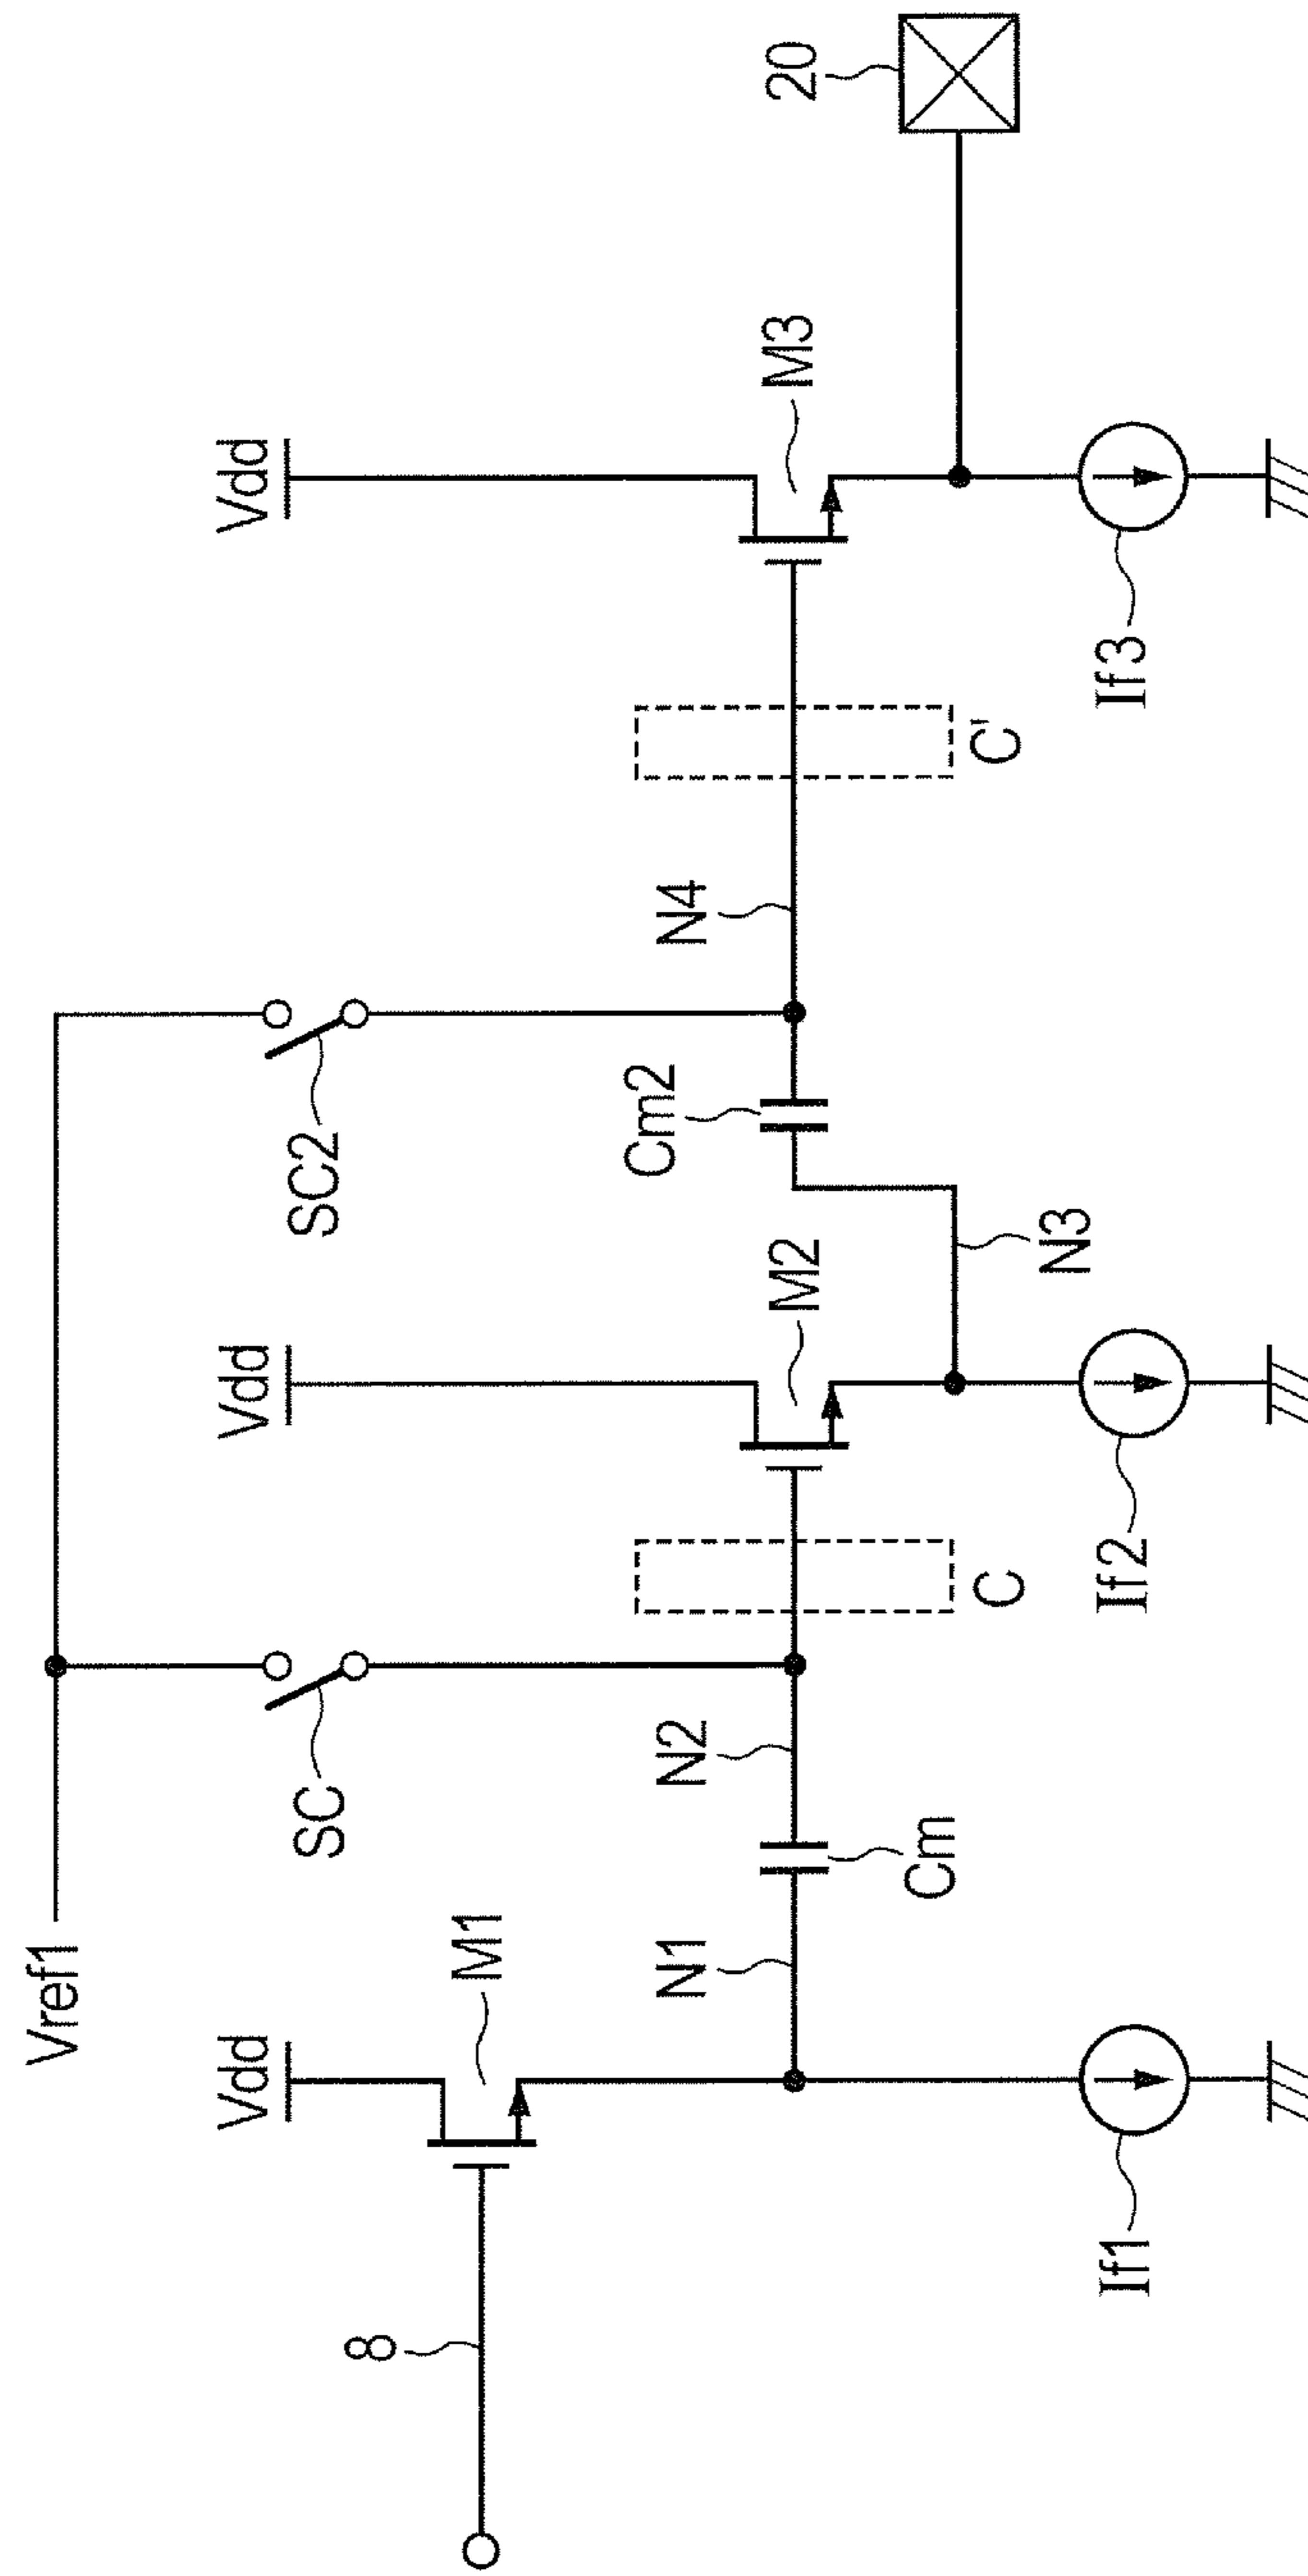 Vref1
SC2
20
Vdd
Vdd
Vdd
SC
M1
M2
M3
8
N1
N2
Cm2
N4
Cm
C
N3
C'
If1
If2
If3